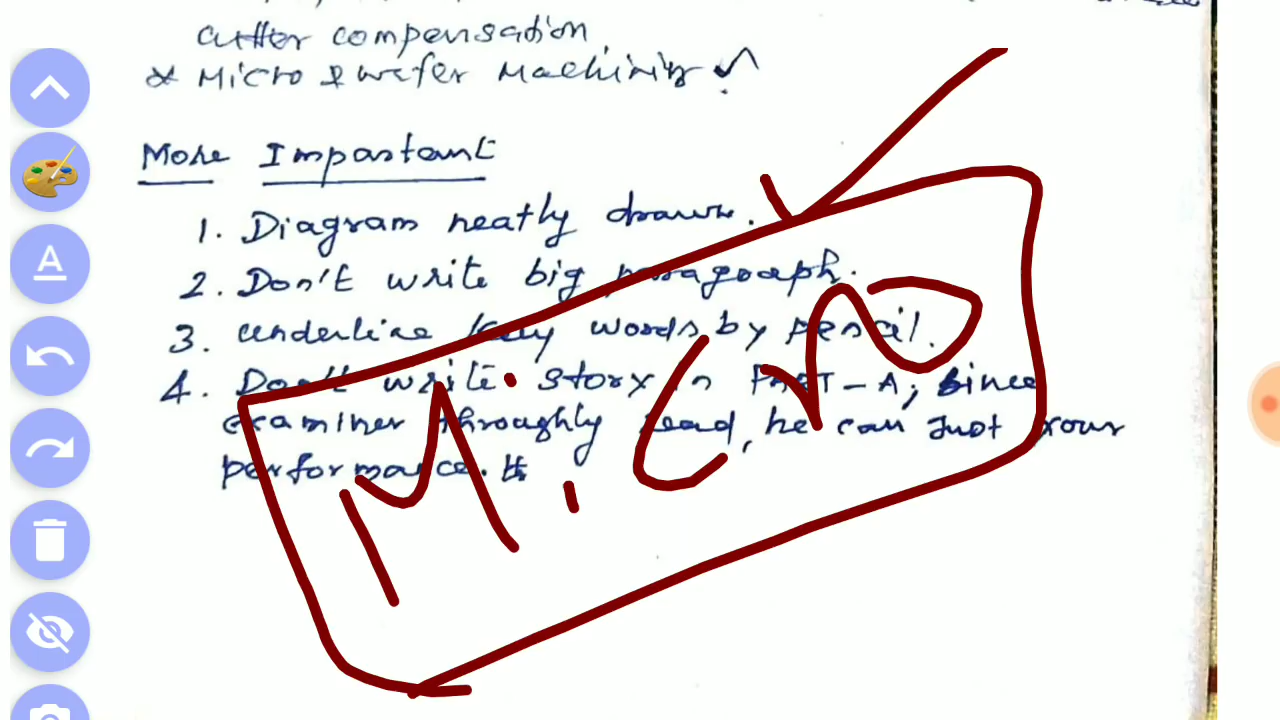 cutter compensation
* Micro & wafer Machining
More Important
1. Diagram neatly drawn.
2. Don't write big paragraph.
3. underline key words by pencil.
4. Don't write story in PART-A, since
examiner throughly read, he can Just your
performance.
Micro